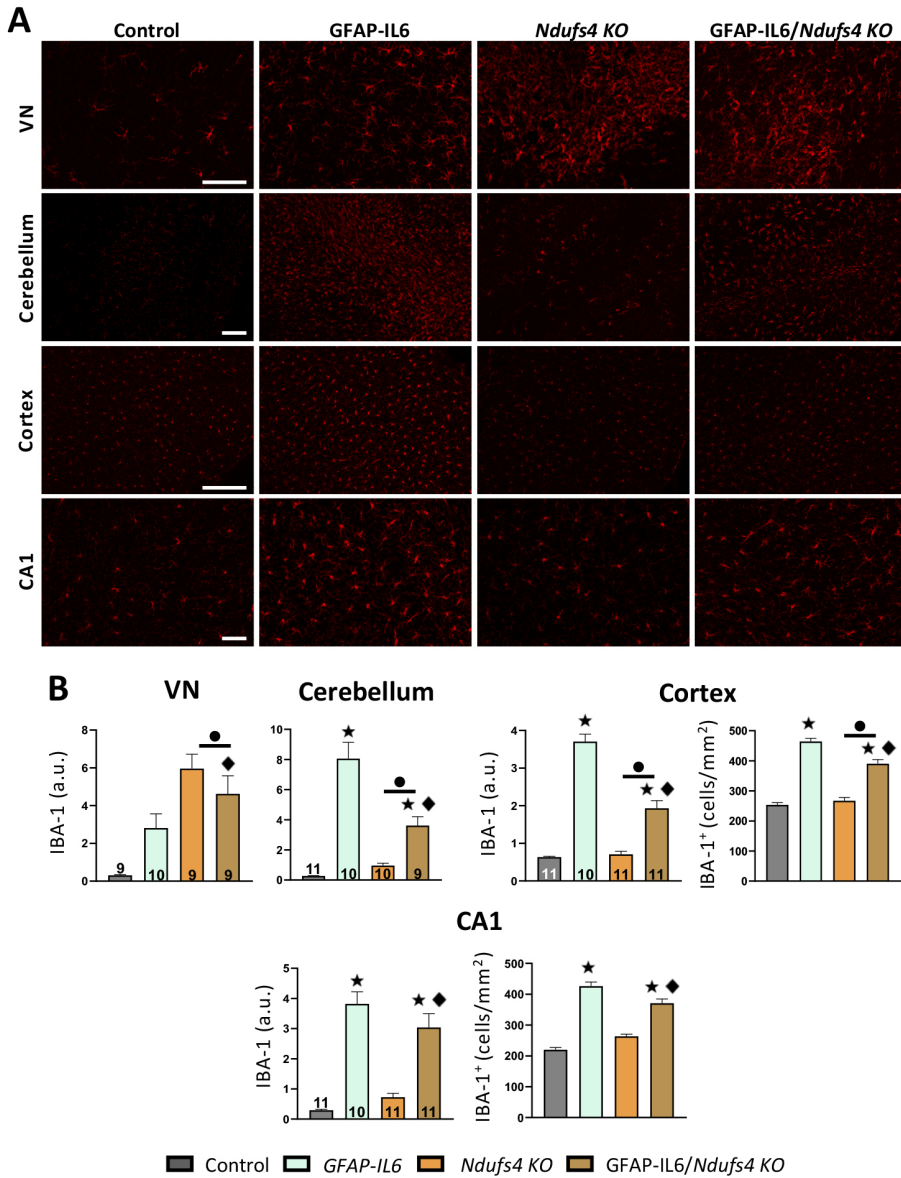 A
Control GFAP-IL6 Ndufs4 KO GFAP-IL6/Ndufs4 KO
VN
Cerebellum
Cortex
CA1
B
VN
IBA-1 (a.u.)
8
6
4
2
0
9 10 9 9
Cerebellum
10
8
6
4
2
0
11 10 10 9
Cortex
IBA-1 (a.u.)
4
3
2
1
0
11 10 11 11
IBA-1+ (cells/mm2)
500
400
300
200
100
0
CA1
IBA-1 (a.u.)
5
4
3
2
1
0
11 10 11 11
IBA-1+ (cells/mm2)
500
400
300
200
100
0
Control GFAP-IL6 Ndufs4 KO GFAP-IL6/Ndufs4 KO